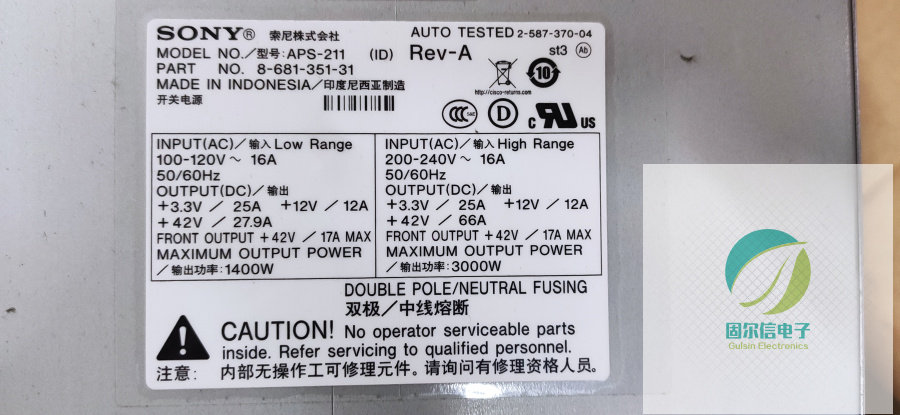 SONY® 索尼株式会社
AUTO TESTED 2-587-370-04
MODEL NO./型号: APS-211 (ID) Rev-A
st3 Ab
PART NO. 8-681-351-31
10
MADE IN INDONESIA/印度尼西亚制造
http://cisco-returns.com
开关电源
CCC S&E
D
c RU US
INPUT(AC)/输入 Low Range
100-120V ~ 16A
50/60Hz
OUTPUT(DC)/输出
+3.3V / 25A +12V / 12A
+42V / 27.9A
FRONT OUTPUT +42V / 17A MAX
MAXIMUM OUTPUT POWER
/输出功率:1400W
INPUT(AC)/输入 High Range
200-240V ~ 16A
50/60Hz
OUTPUT(DC)/输出
+3.3V / 25A +12V / 12A
+42V / 66A
FRONT OUTPUT +42V / 17A MAX
MAXIMUM OUTPUT POWER
/输出功率:3000W
DOUBLE POLE/NEUTRAL FUSING
双极/中线熔断
CAUTION! No operator serviceable parts
inside. Refer servicing to qualified personnel.
注意: 内部无操作工可修理元件。请询问有修理资格人员.
固尔信电子
Gulsin Electronics